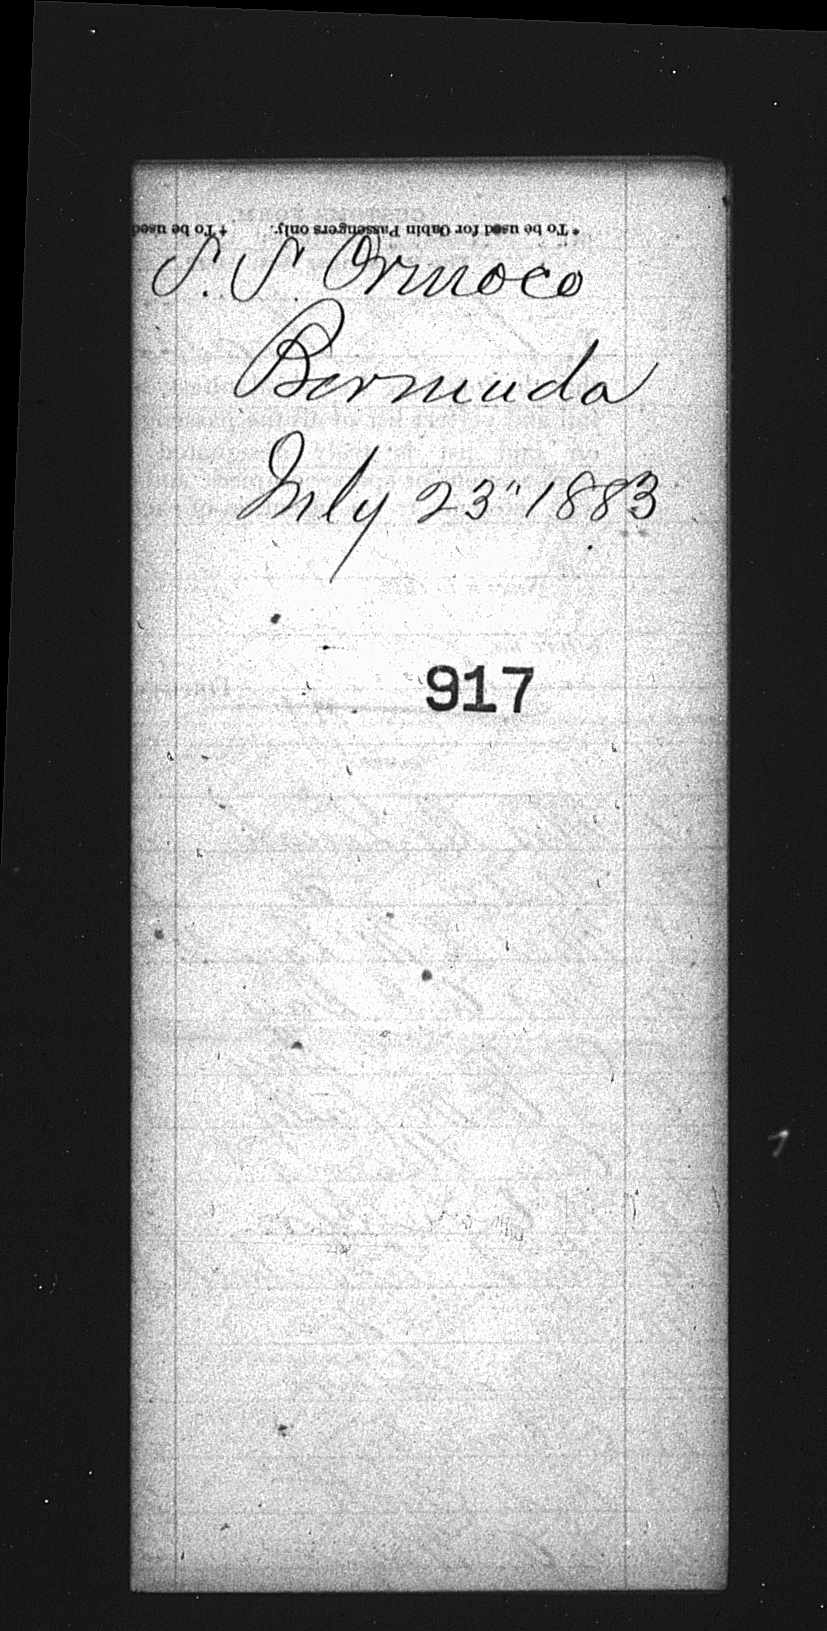 * To be used for Cabin Passengers only. † To be used
S. S. Orinoco
Bermuda
July 23" 1883
917